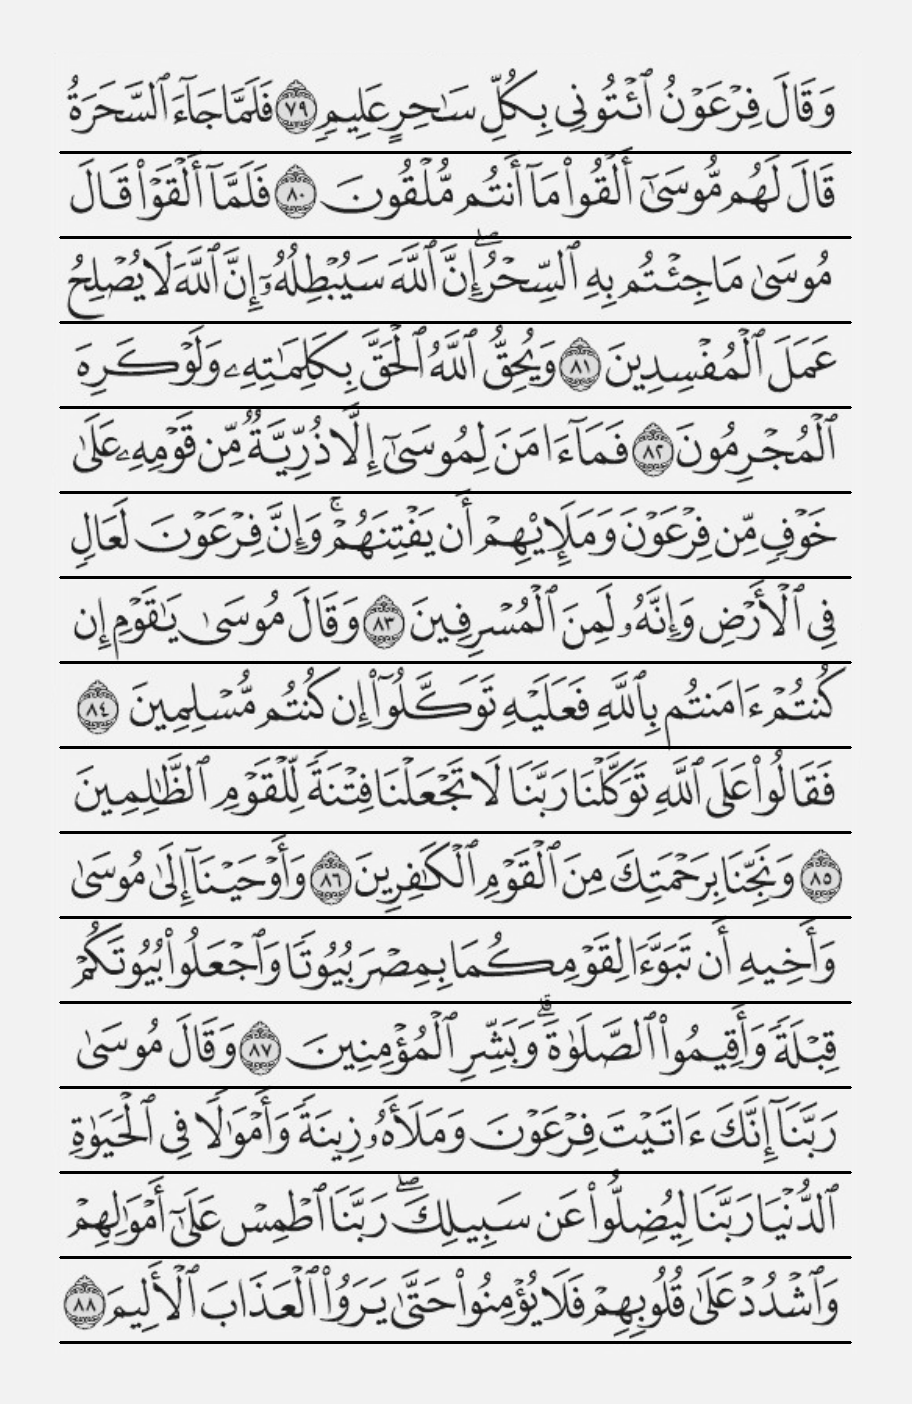 وَقَالَ فِرۡعَوۡنُ ٱئۡتُونِي بِكُلِّ سَٰحِرٍ عَلِيمٖ ٧٩ فَلَمَّا جَآءَ ٱلسَّحَرَةُ
قَالَ لَهُم مُّوسَىٰٓ أَلۡقُواْ مَآ أَنتُم مُّلۡقُونَ ٨٠ فَلَمَّآ أَلۡقَوۡاْ قَالَ
مُوسَىٰ مَا جِئۡتُم بِهِ ٱلسِّحۡرُۖ إِنَّ ٱللَّهَ سَيُبۡطِلُهُۥٓ إِنَّ ٱللَّهَ لَا يُصۡلِحُ
عَمَلَ ٱلۡمُفۡسِدِينَ ٨١ وَيُحِقُّ ٱللَّهُ ٱلۡحَقَّ بِكَلِمَٰتِهِۦ وَلَوۡ كَرِهَ
ٱلۡمُجۡرِمُونَ ٨٢ فَمَآ ءَامَنَ لِمُوسَىٰٓ إِلَّا ذُرِّيَّةٞ مِّن قَوۡمِهِۦ عَلَىٰ
خَوۡفٖ مِّن فِرۡعَوۡنَ وَمَلَإِيْهِمۡ أَن يَفۡتِنَهُمۡۚ وَإِنَّ فِرۡعَوۡنَ لَعَالٖ
فِي ٱلۡأَرۡضِ وَإِنَّهُۥ لَمِنَ ٱلۡمُسۡرِفِينَ ٨٣ وَقَالَ مُوسَىٰ يَٰقَوۡمِ إِن
كُنتُمۡ ءَامَنتُم بِٱللَّهِ فَعَلَيۡهِ تَوَكَّلُوٓاْ إِن كُنتُم مُّسۡلِمِينَ ٨٤
فَقَالُواْ عَلَى ٱللَّهِ تَوَكَّلۡنَا رَبَّنَا لَا تَجۡعَلۡنَا فِتۡنَةٗ لِّلۡقَوۡمِ ٱلظَّٰلِمِينَ
٨٥ وَنَجِّنَا بِرَحۡمَتِكَ مِنَ ٱلۡقَوۡمِ ٱلۡكَٰفِرِينَ ٨٦ وَأَوۡحَيۡنَآ إِلَىٰ مُوسَىٰ
وَأَخِيهِ أَن تَبَوَّءَا لِقَوۡمِكُمَا بِمِصۡرَ بُيُوتٗا وَٱجۡعَلُواْ بُيُوتَكُمۡ
قِبۡلَةٗ وَأَقِيمُواْ ٱلصَّلَوٰةَۗ وَبَشِّرِ ٱلۡمُؤۡمِنِينَ ٨٧ وَقَالَ مُوسَىٰ
رَبَّنَآ إِنَّكَ ءَاتَيۡتَ فِرۡعَوۡنَ وَمَلَأَهُۥ زِينَةٗ وَأَمۡوَٰلٗا فِي ٱلۡحَيَوٰةِ
ٱلدُّنۡيَا رَبَّنَا لِيُضِلُّواْ عَن سَبِيلِكَۖ رَبَّنَا ٱطۡمِسۡ عَلَىٰٓ أَمۡوَٰلِهِمۡ
وَٱشۡدُدۡ عَلَىٰ قُلُوبِهِمۡ فَلَا يُؤۡمِنُواْ حَتَّىٰ يَرَوُاْ ٱلۡعَذَابَ ٱلۡأَلِيمَ ٨٨